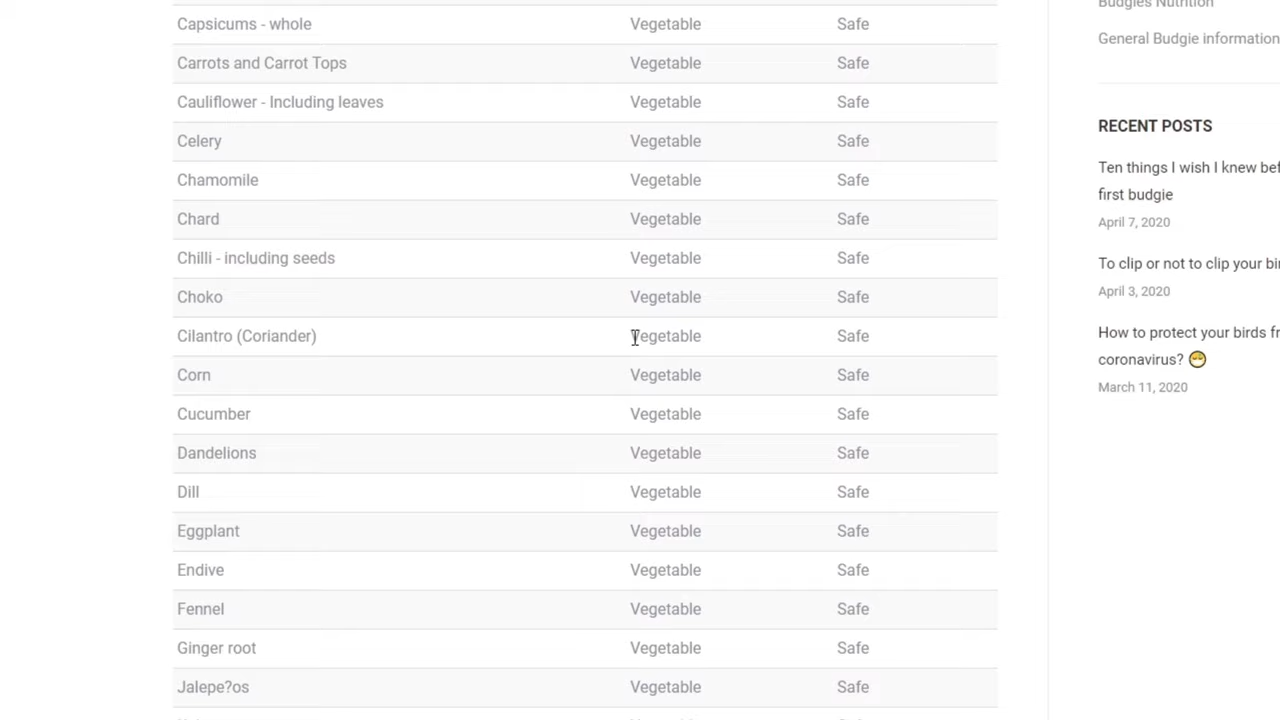 Capsicums - whole Vegetable Safe
Carrots and Carrot Tops Vegetable Safe
Cauliflower - Including leaves Vegetable Safe
Celery Vegetable Safe
Chamomile Vegetable Safe
Chard Vegetable Safe
Chilli - including seeds Vegetable Safe
Choko Vegetable Safe
Cilantro (Coriander) Vegetable Safe
Corn Vegetable Safe
Cucumber Vegetable Safe
Dandelions Vegetable Safe
Dill Vegetable Safe
Eggplant Vegetable Safe
Endive Vegetable Safe
Fennel Vegetable Safe
Ginger root Vegetable Safe
Jalepe?os Vegetable Safe
Budgies Nutrition
General Budgie information
RECENT POSTS
Ten things I wish I knew bef
first budgie
April 7, 2020
To clip or not to clip your bi
April 3, 2020
How to protect your birds f
coronavirus? 😷
March 11, 2020